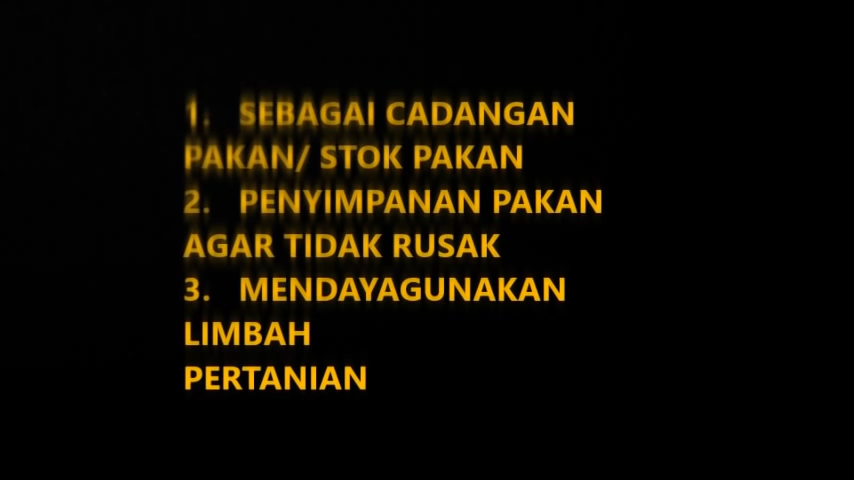 1. SEBAGAI CADANGAN
PAKAN/ STOK PAKAN
2. PENYIMPANAN PAKAN
AGAR TIDAK RUSAK
3. MENDAYAGUNAKAN
LIMBAH
PERTANIAN